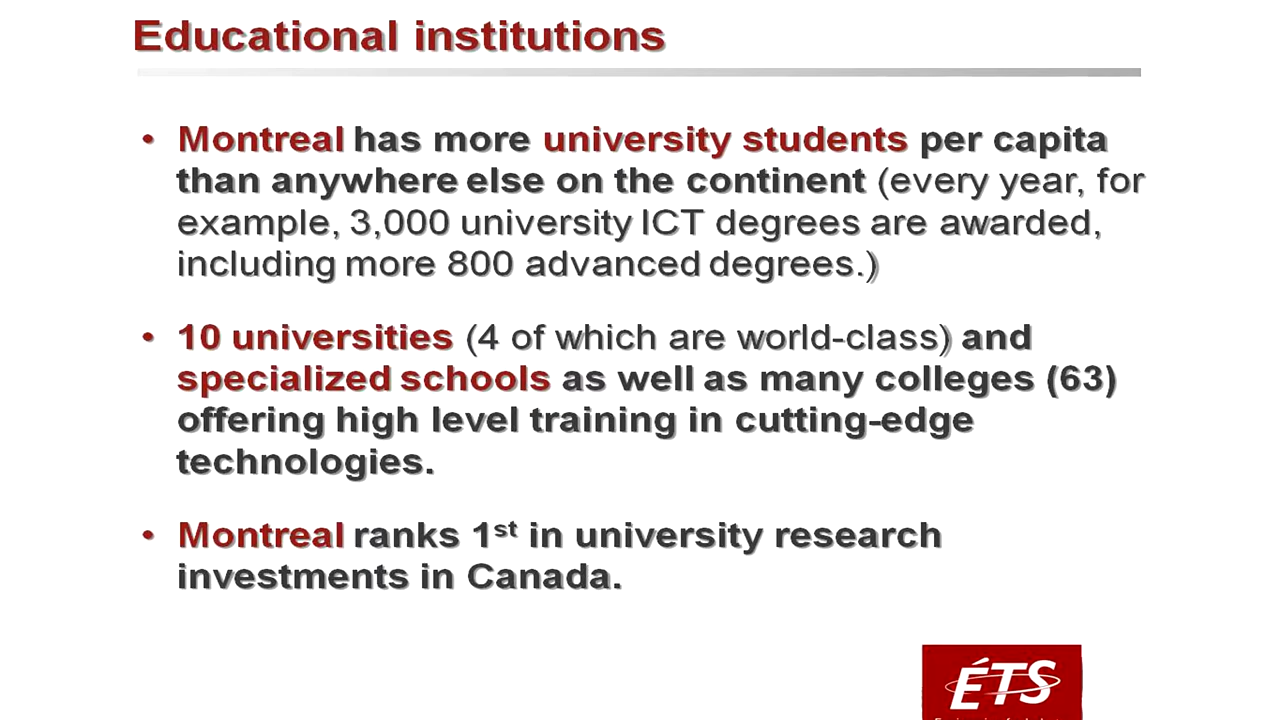 Educational institutions
• Montreal has more university students per capita
than anywhere else on the continent (every year, for
example, 3,000 university ICT degrees are awarded,
including more 800 advanced degrees.)
• 10 universities (4 of which are world-class) and
specialized schools as well as many colleges (63)
offering high level training in cutting-edge
technologies.
• Montreal ranks 1st in university research
investments in Canada.
ÉTS